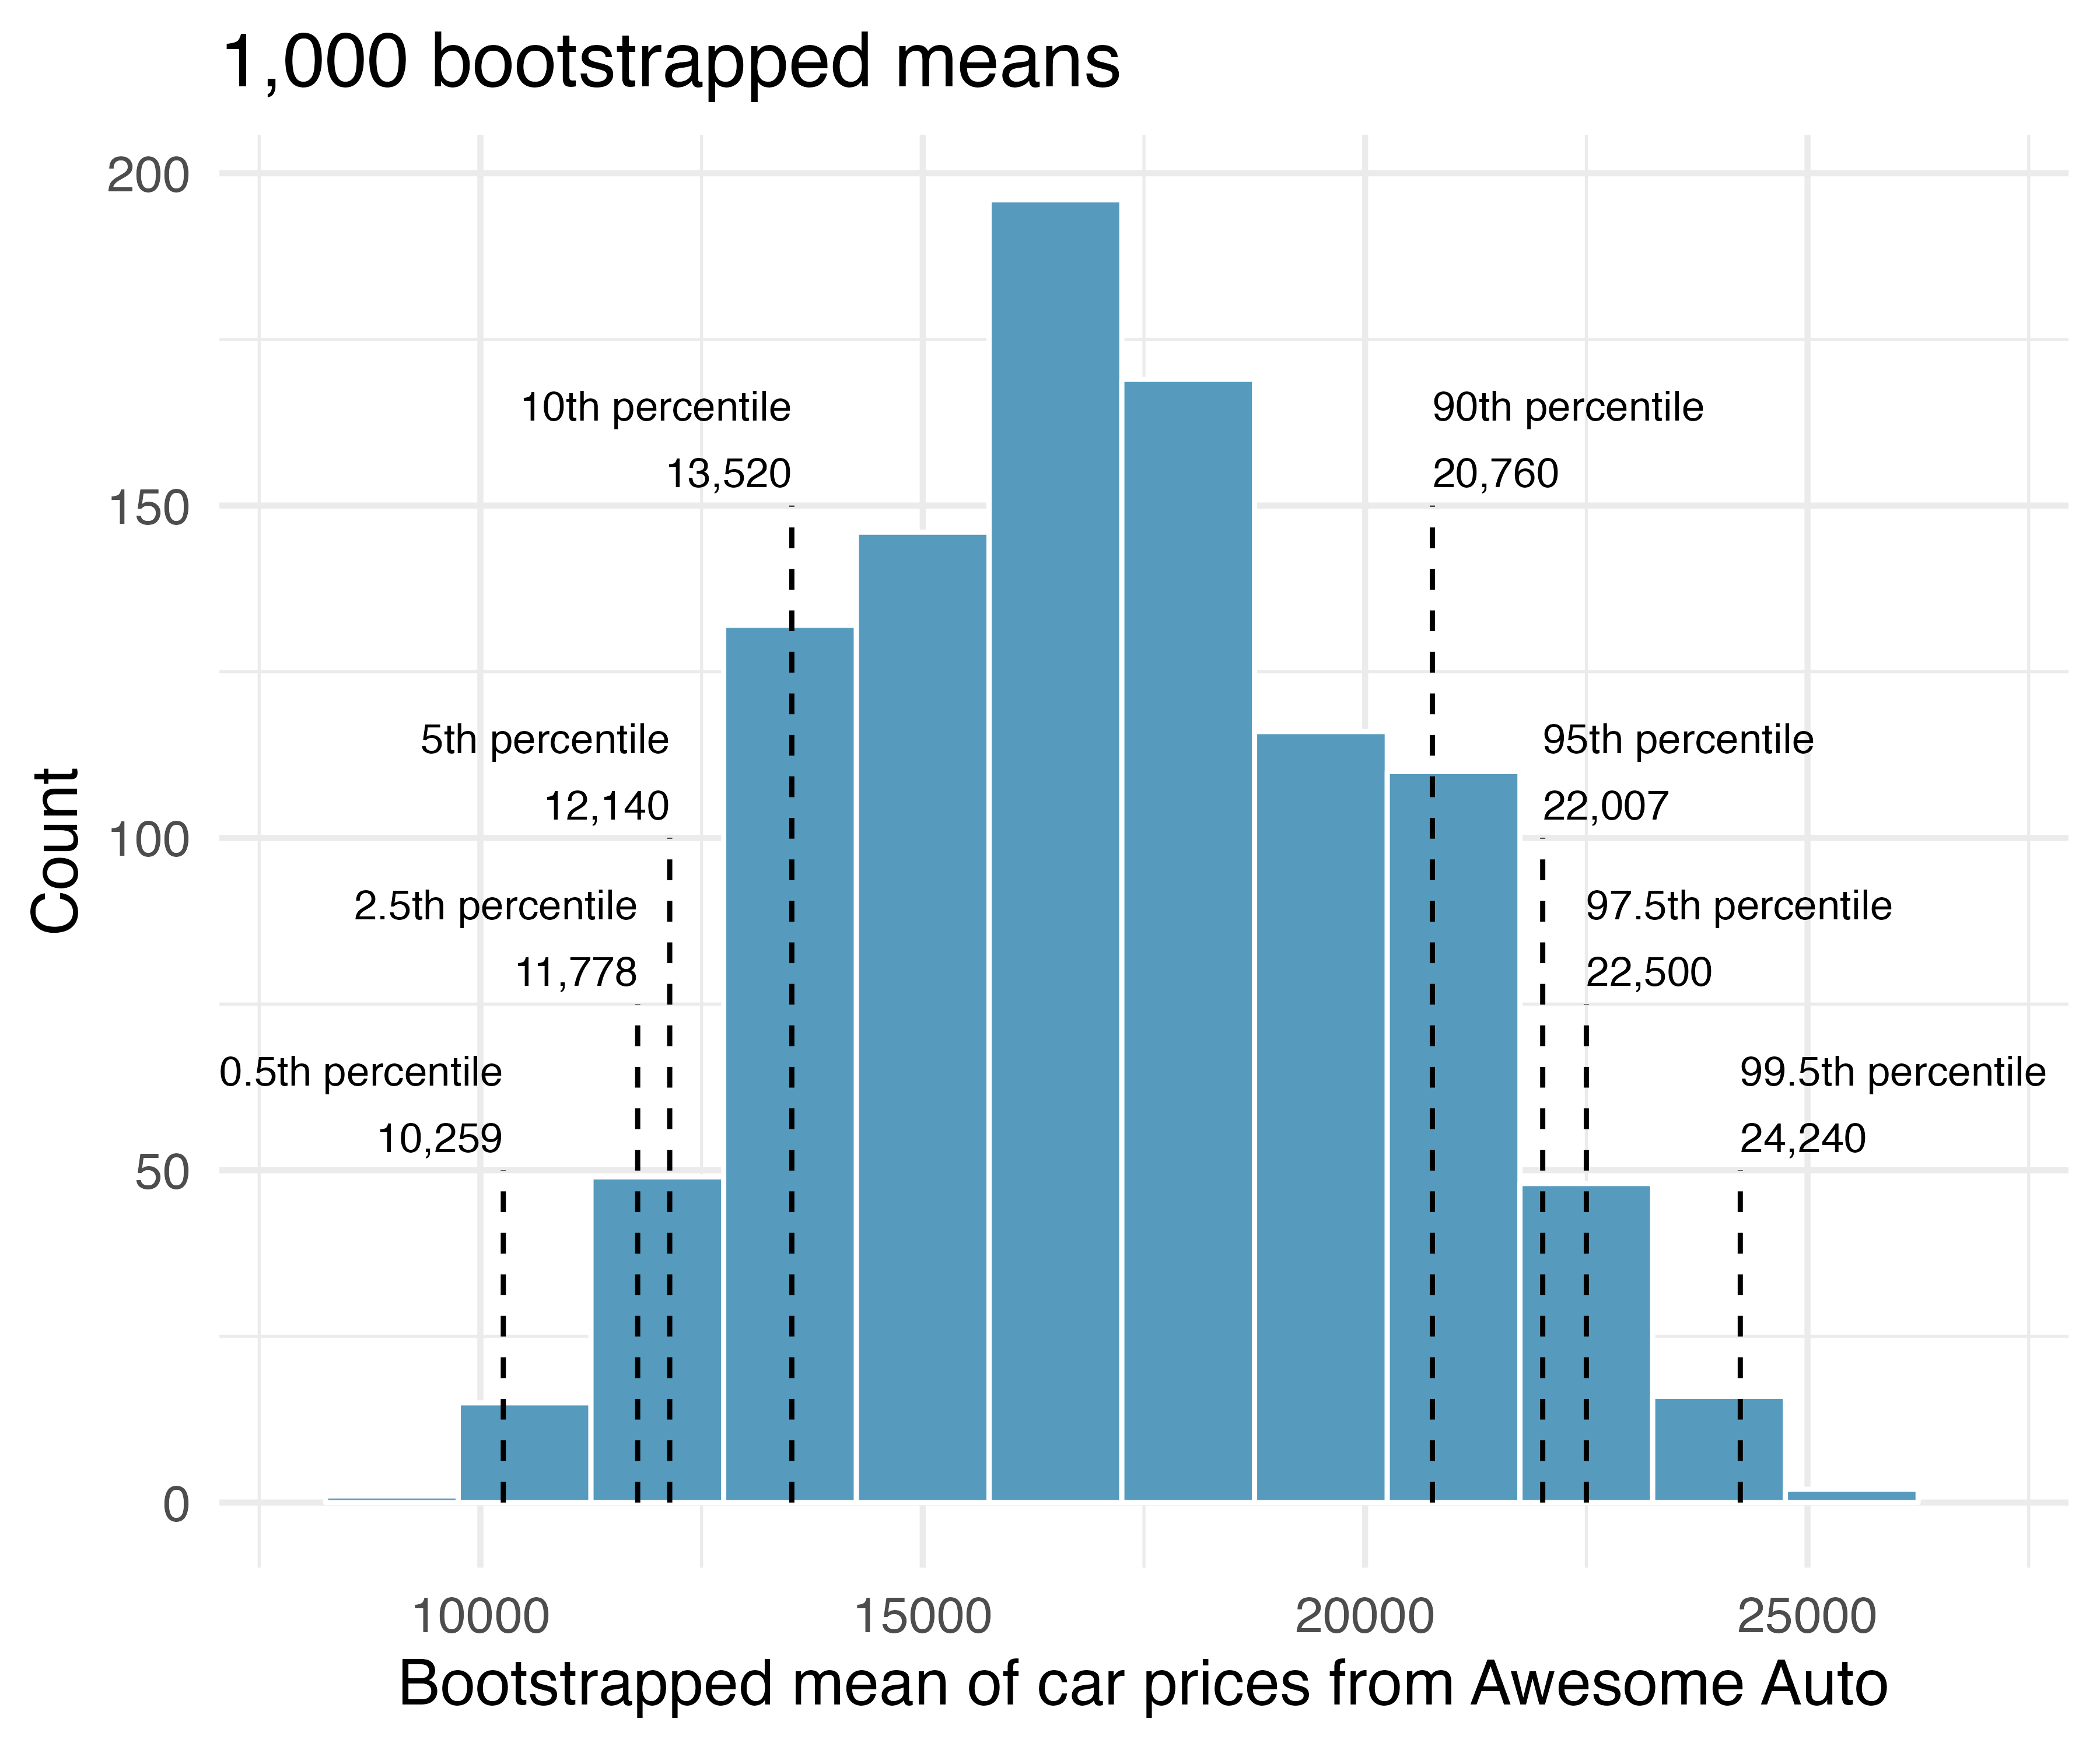 1,000 bootstrapped means
200
150
100
50
0
Count
10th percentile
13,520
90th percentile
20,760
5th percentile
12,140
95th percentile
22,007
2.5th percentile
11,778
97.5th percentile
22,500
0.5th percentile
10,259
99.5th percentile
24,240
10000
15000
20000
25000
Bootstrapped mean of car prices from Awesome Auto